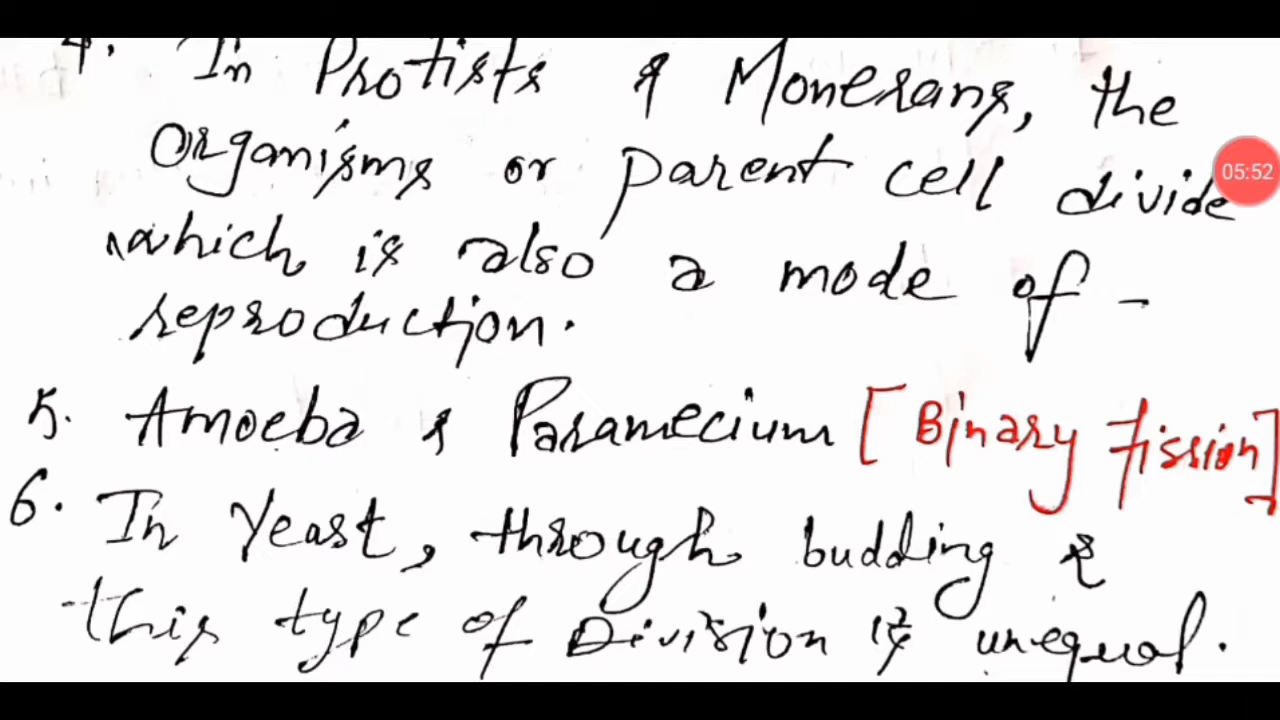 4. In Protists & Monerans, the
organisms or parent cell divide
which is also a mode of -
reproduction.
5. Amoeba & Paramecium [Binary fission]
6. In Yeast, through budding &
this type of Division is unequal.
05:52